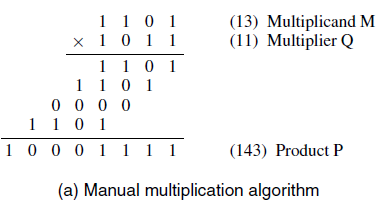 1 1 0 1 (13) Multiplicand M
× 1 0 1 1 (11) Multiplier Q
1 1 0 1
1 1 0 1
0 0 0 0
1 1 0 1
1 0 0 0 1 1 1 1 (143) Product P
(a) Manual multiplication algorithm